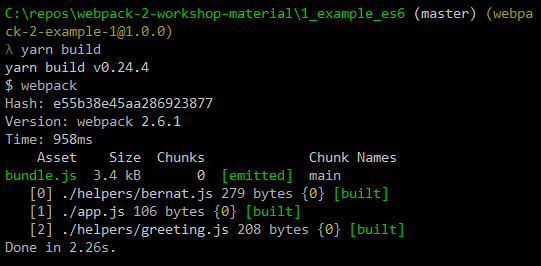 C:\repos\webpack-2-workshop-material\1_example_es6 (master) (webpa
ck-2-example-1@1.0.0)
λ yarn build
yarn build v0.24.4
$ webpack
Hash: e55b38e45aa286923877
Version: webpack 2.6.1
Time: 958ms
    Asset    Size  Chunks             Chunk Names
bundle.js  3.4 kB       0  [emitted]  main
   [0] ./helpers/bernat.js 279 bytes {0} [built]
   [1] ./app.js 106 bytes {0} [built]
   [2] ./helpers/greeting.js 208 bytes {0} [built]
Done in 2.26s.